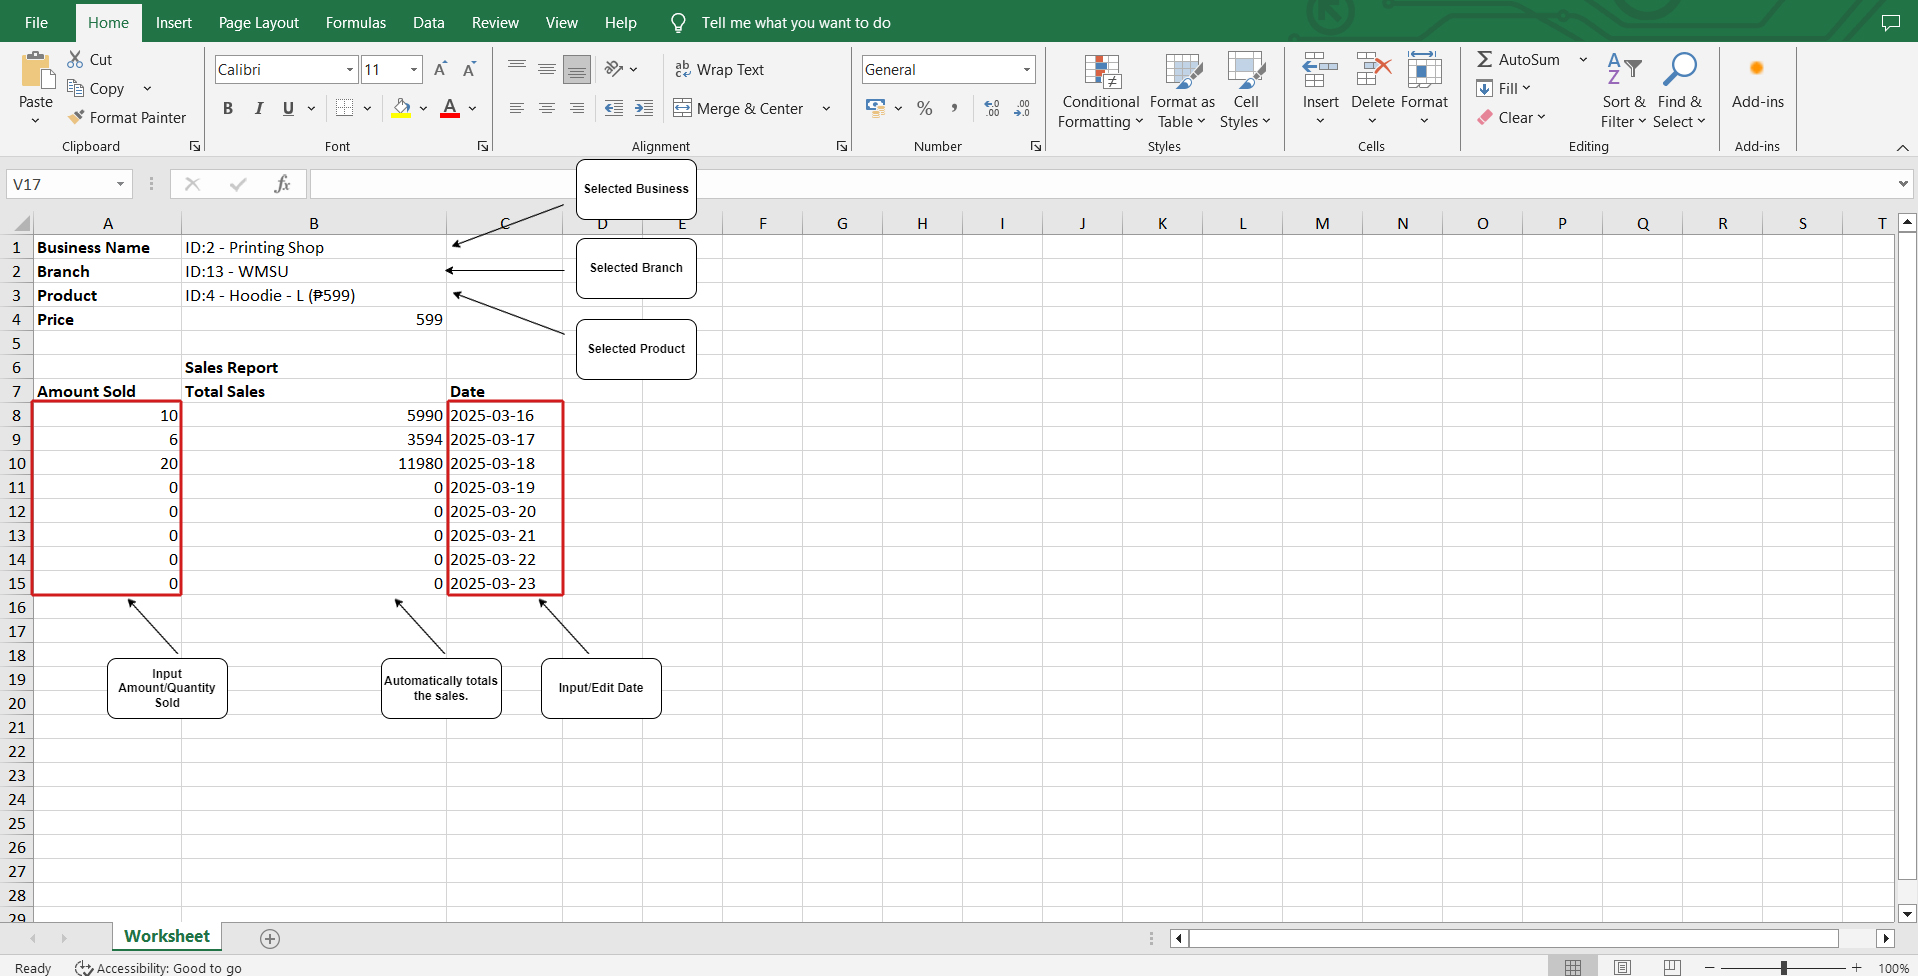 File Home Insert Page Layout Formulas Data Review View Help Tell me what you want to do
Paste
Cut
Copy
Format Painter
Clipboard
Calibri 11 A A
B I U A
Font
ab Wrap Text
Merge & Center
Alignment
General
% ,
Number
Conditional Formatting
Format as Table
Cell Styles
Styles
Insert Delete Format
Cells
AutoSum
Fill
Clear
Sort & Filter
Find & Select
Editing
Add-ins
Add-ins
V17 fx
A B C D E F G H I J K L M N O P Q R S T
Selected Business
Selected Branch
Selected Product
1 Business Name ID:2 - Printing Shop
2 Branch ID:13 - WMSU
3 Product ID:4 - Hoodie - L (₱599)
4 Price 599
5
6 Sales Report
7 Amount Sold Total Sales Date
8 10 5990 2025-03-16
9 6 3594 2025-03-17
10 20 11980 2025-03-18
11 0 0 2025-03-19
12 0 0 2025-03-20
13 0 0 2025-03-21
14 0 0 2025-03-22
15 0 0 2025-03-23
16
17
18
19
20
21
22
23
24
25
26
27
28
29
Input
Amount/Quantity
Sold
Automatically totals
the sales.
Input/Edit Date
Worksheet
Ready Accessibility: Good to go 100%